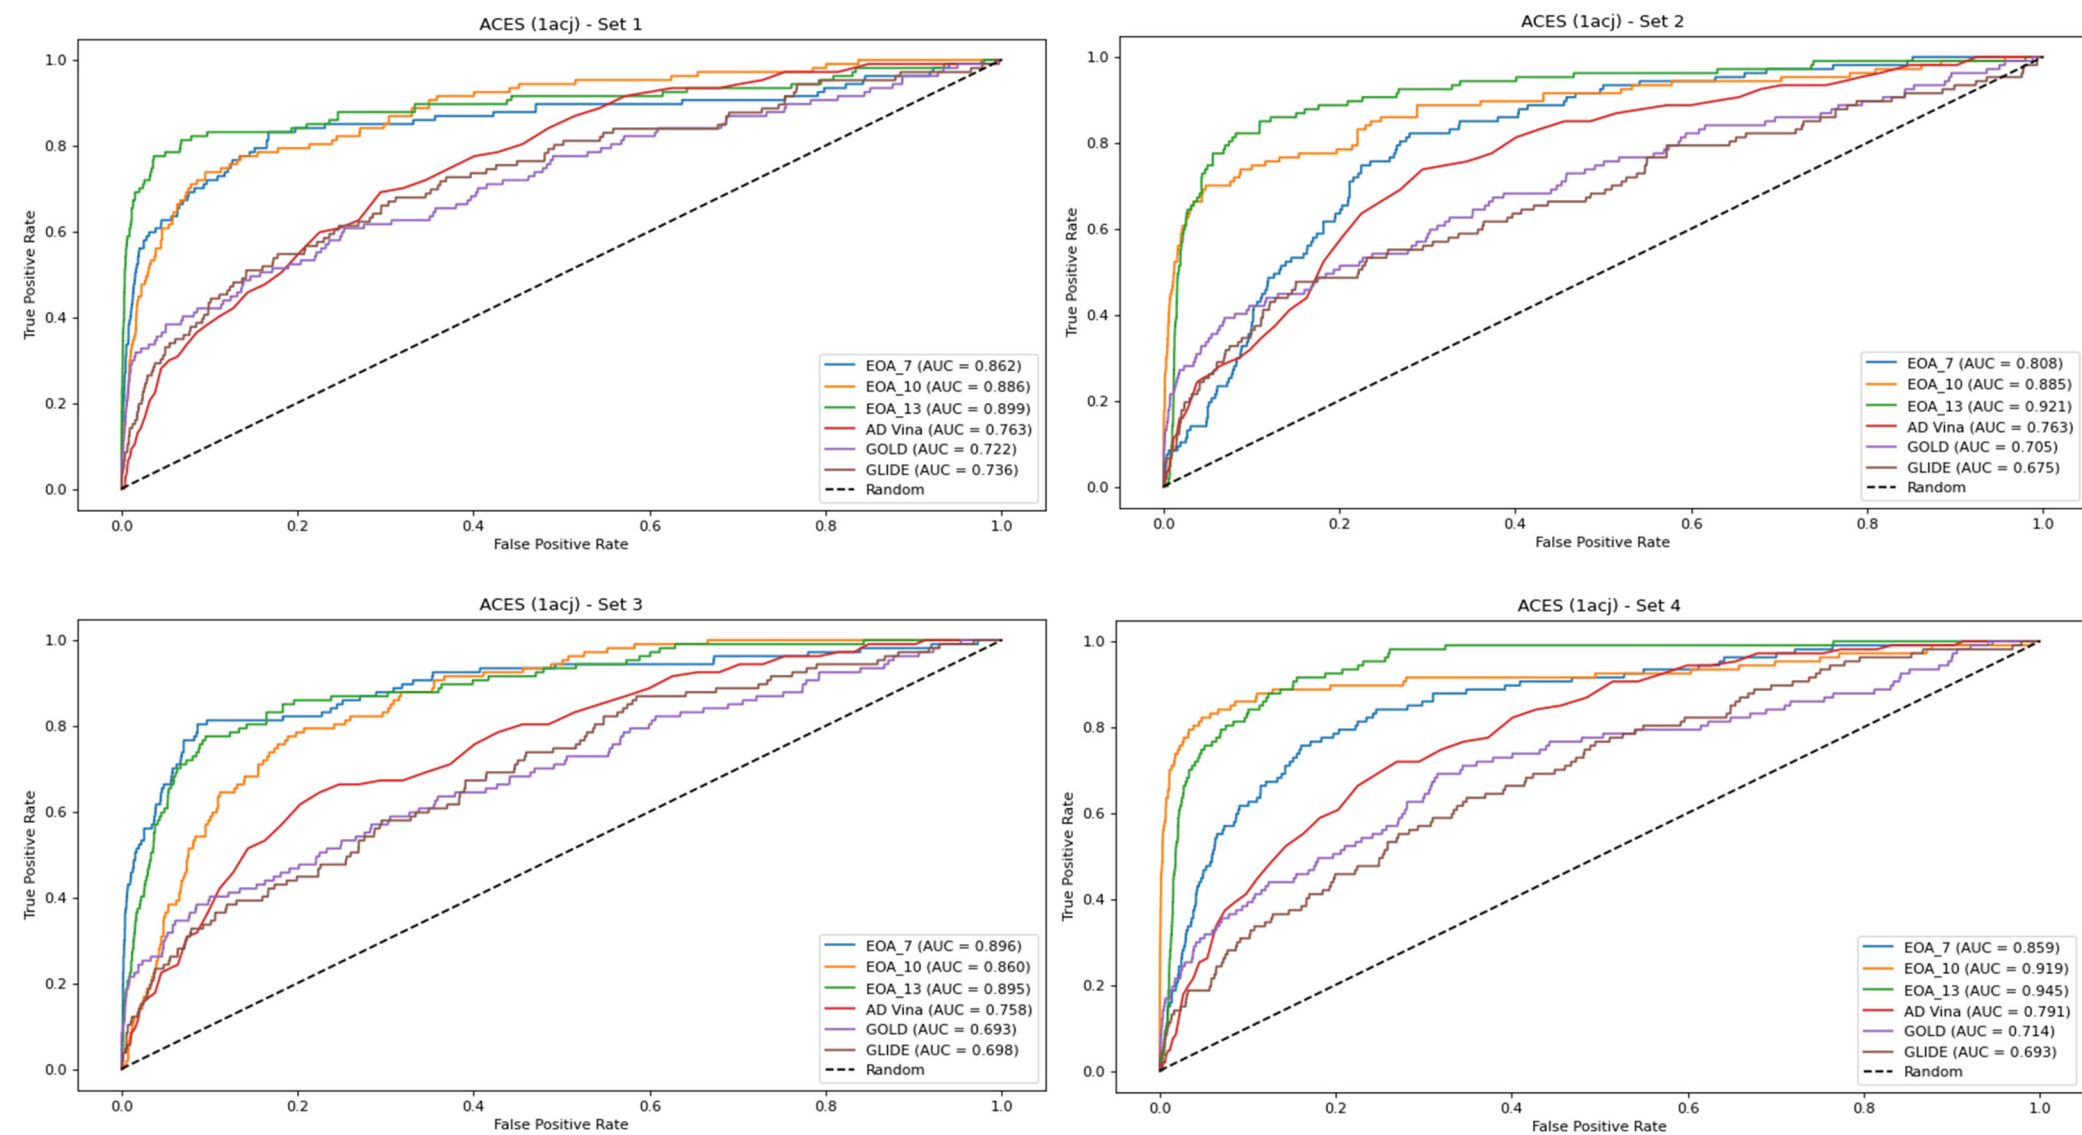 ACES (1acj) - Set 1
True Positive Rate
1.0
0.8
0.6
0.4
0.2
0.0
EOA_7 (AUC = 0.862)
EOA_10 (AUC = 0.886)
EOA_13 (AUC = 0.899)
AD Vina (AUC = 0.763)
GOLD (AUC = 0.722)
GLIDE (AUC = 0.736)
Random
0.0 0.2 0.4 0.6 0.8 1.0
False Positive Rate
ACES (1acj) - Set 2
True Positive Rate
1.0
0.8
0.6
0.4
0.2
0.0
EOA_7 (AUC = 0.808)
EOA_10 (AUC = 0.885)
EOA_13 (AUC = 0.921)
AD Vina (AUC = 0.763)
GOLD (AUC = 0.705)
GLIDE (AUC = 0.675)
Random
0.0 0.2 0.4 0.6 0.8 1.0
False Positive Rate
ACES (1acj) - Set 3
True Positive Rate
1.0
0.8
0.6
0.4
0.2
0.0
EOA_7 (AUC = 0.896)
EOA_10 (AUC = 0.860)
EOA_13 (AUC = 0.895)
AD Vina (AUC = 0.758)
GOLD (AUC = 0.693)
GLIDE (AUC = 0.698)
Random
0.0 0.2 0.4 0.6 0.8 1.0
False Positive Rate
ACES (1acj) - Set 4
True Positive Rate
1.0
0.8
0.6
0.4
0.2
0.0
EOA_7 (AUC = 0.859)
EOA_10 (AUC = 0.919)
EOA_13 (AUC = 0.945)
AD Vina (AUC = 0.791)
GOLD (AUC = 0.714)
GLIDE (AUC = 0.693)
Random
0.0 0.2 0.4 0.6 0.8 1.0
False Positive Rate